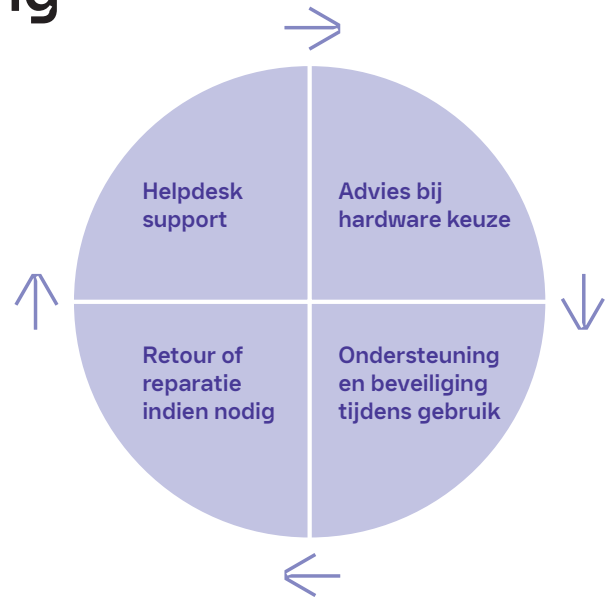 Helpdesk
support
Advies bij
hardware keuze
Retour of
reparatie
indien nodig
Ondersteuning
en beveiliging
tijdens gebruik